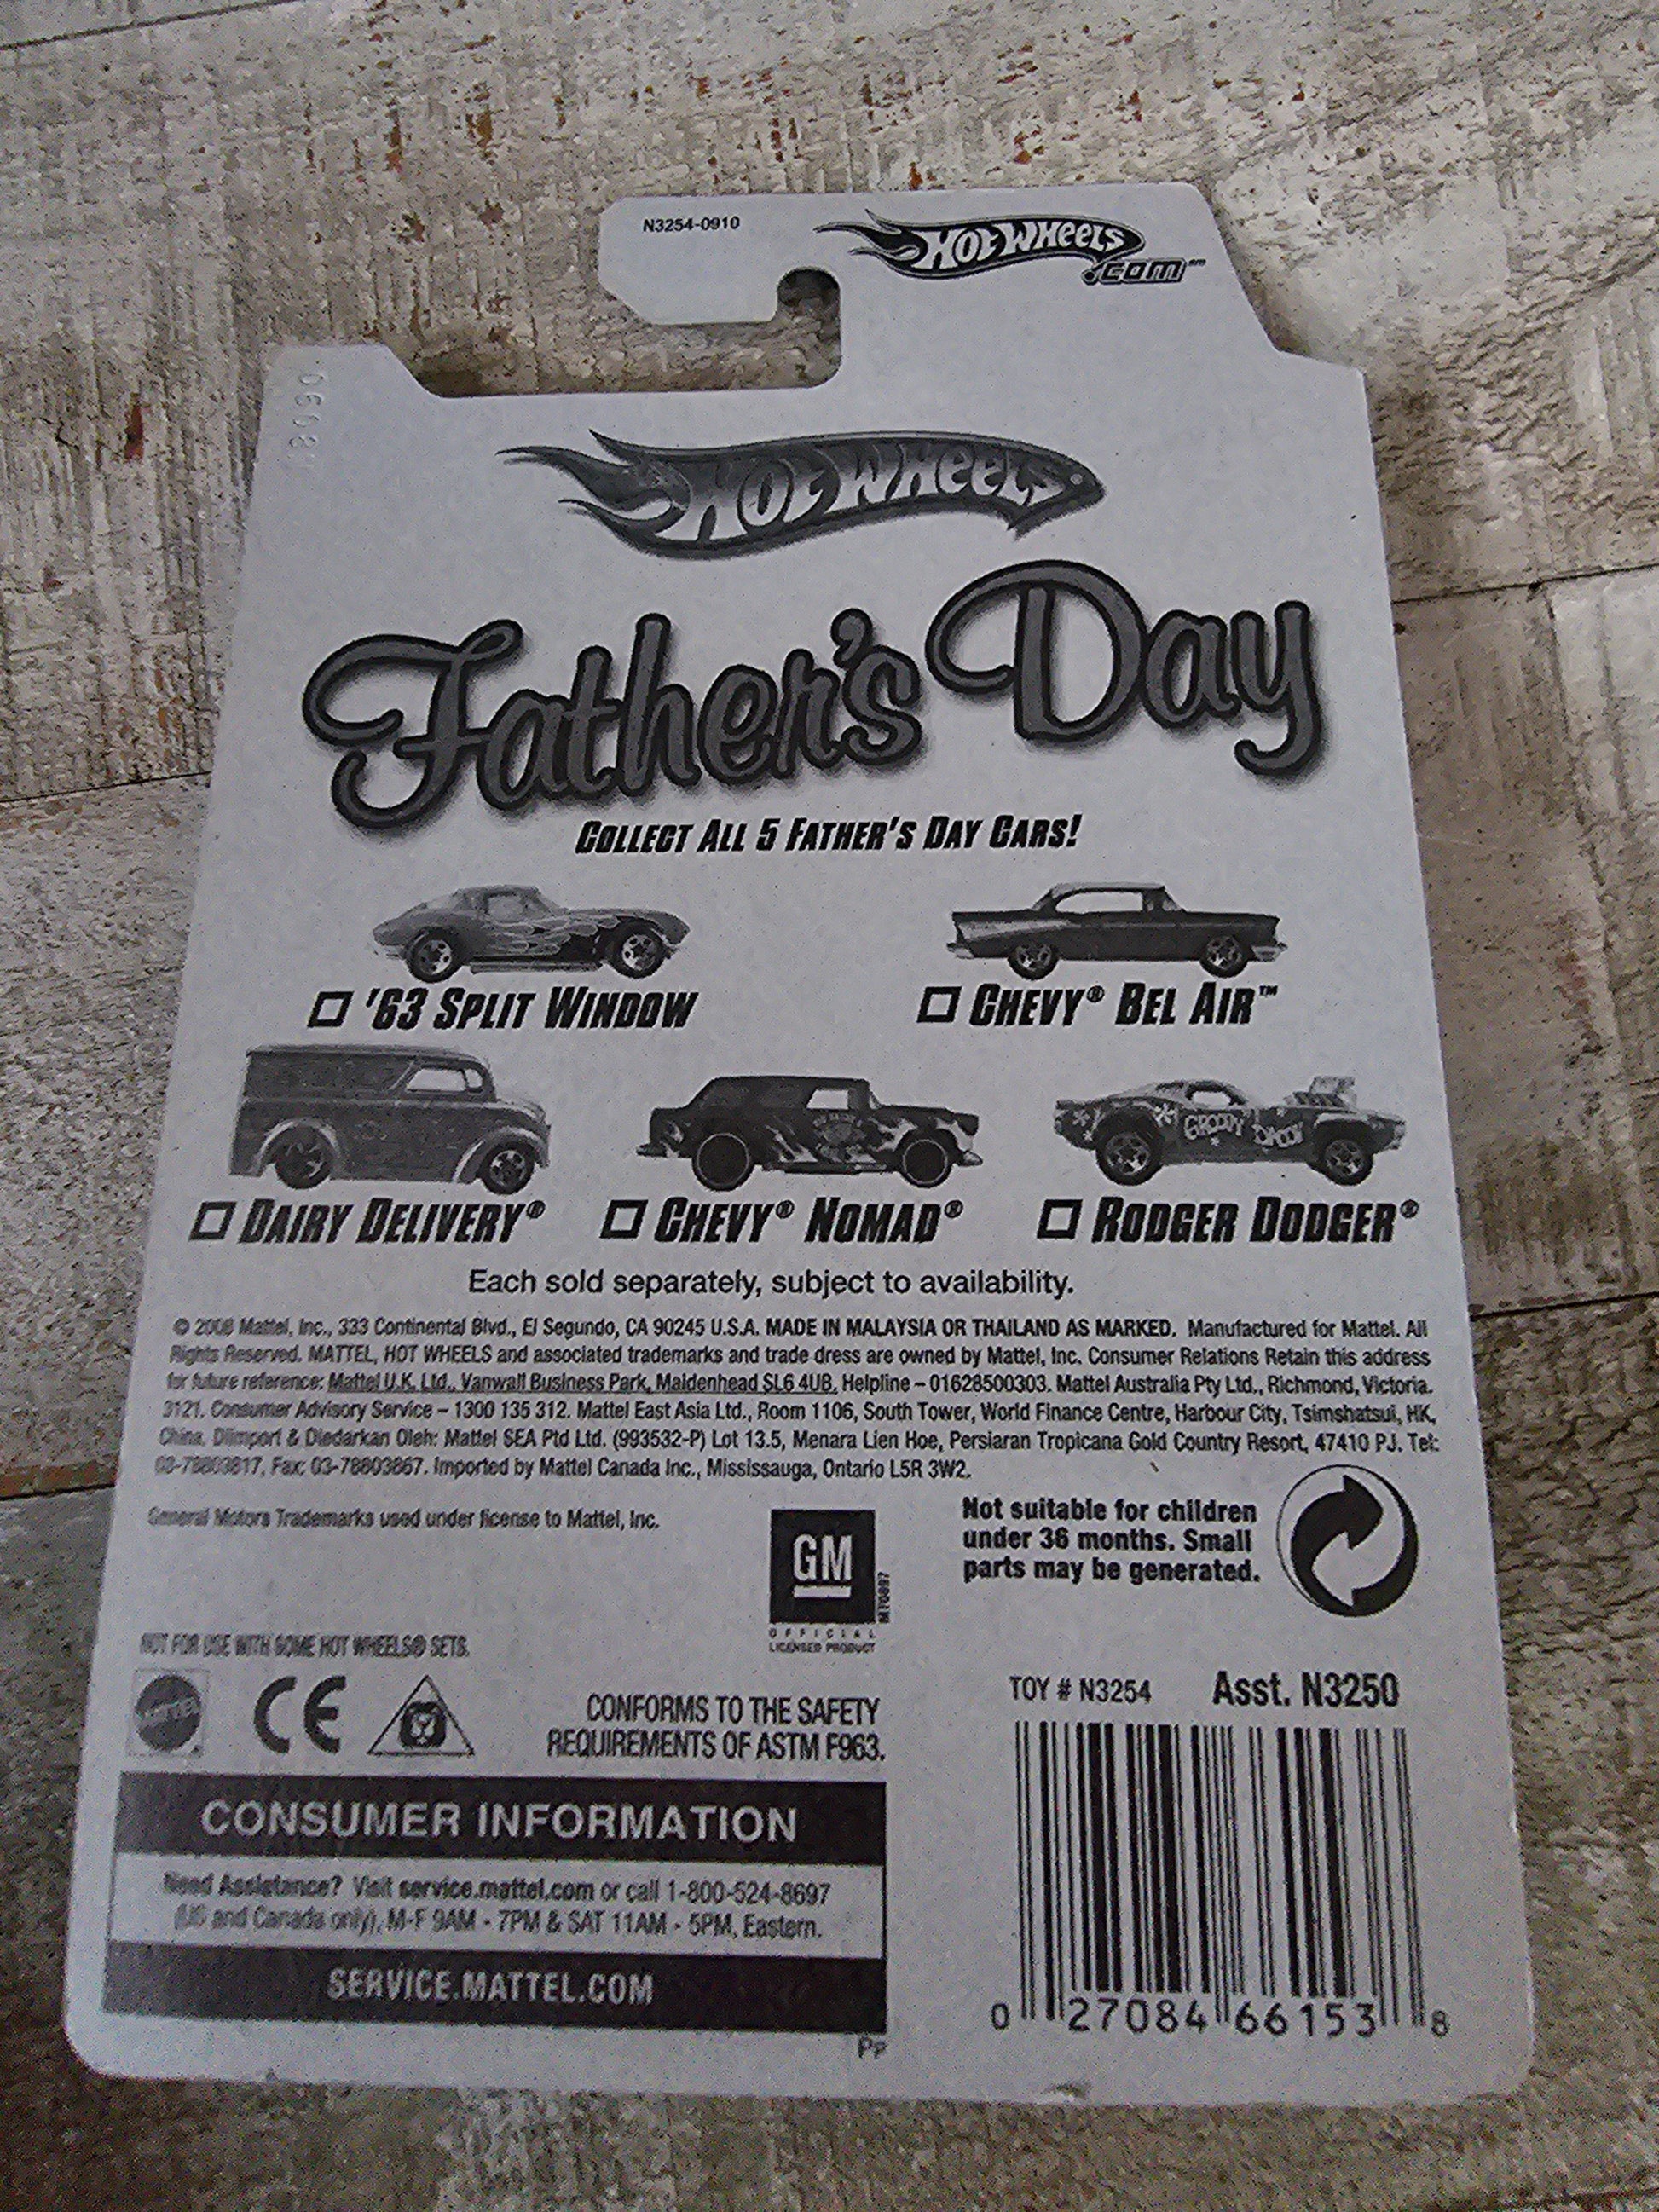 N3254-0910
HOT WHEELS
.COM℠
HOT WHEELS
Father's Day
COLLECT ALL 5 FATHER'S DAY CARS!
'63 SPLIT WINDOW
CHEVY® BEL AIR™
GROOVY
DAIRY DELIVERY®
CHEVY® NOMAD®
RODGER DODGER®
Each sold separately, subject to availability.
© 2008 Mattel, Inc., 333 Continental Blvd., El Segundo, CA 90245 U.S.A. MADE IN MALAYSIA OR THAILAND AS MARKED. Manufactured for Mattel. All
Rights Reserved. MATTEL, HOT WHEELS and associated trademarks and trade dress are owned by Mattel, Inc. Consumer Relations Retain this address
for future reference: Mattel U.K. Ltd., Vanwall Business Park, Maidenhead SL6 4UB. Helpline – 01628500303. Mattel Australia Pty Ltd., Richmond, Victoria.
3121. Consumer Advisory Service – 1300 135 312. Mattel East Asia Ltd., Room 1106, South Tower, World Finance Centre, Harbour City, Tsimshatsui, HK,
China. Diimport & Diedarkan Oleh: Mattel SEA Ptd Ltd. (993532-P) Lot 13.5, Menara Lien Hoe, Persiaran Tropicana Gold Country Resort, 47410 PJ. Tel:
03-78803817, Fax: 03-78803867. Imported by Mattel Canada Inc., Mississauga, Ontario L5R 3W2.
General Motors Trademarks used under license to Mattel, Inc.
GM
OFFICIAL
LICENSED PRODUCT
Not suitable for children
under 36 months. Small
parts may be generated.
NOT FOR USE WITH SOME HOT WHEELS® SETS.
MATTEL
CE
CONFORMS TO THE SAFETY
REQUIREMENTS OF ASTM F963.
TOY # N3254 Asst. N3250
CONSUMER INFORMATION
Need Assistance? Visit service.mattel.com or call 1-800-524-8697
(US and Canada only), M-F 9AM - 7PM & SAT 11AM - 5PM, Eastern.
SERVICE.MATTEL.COM
PP
0 27084 66153 8